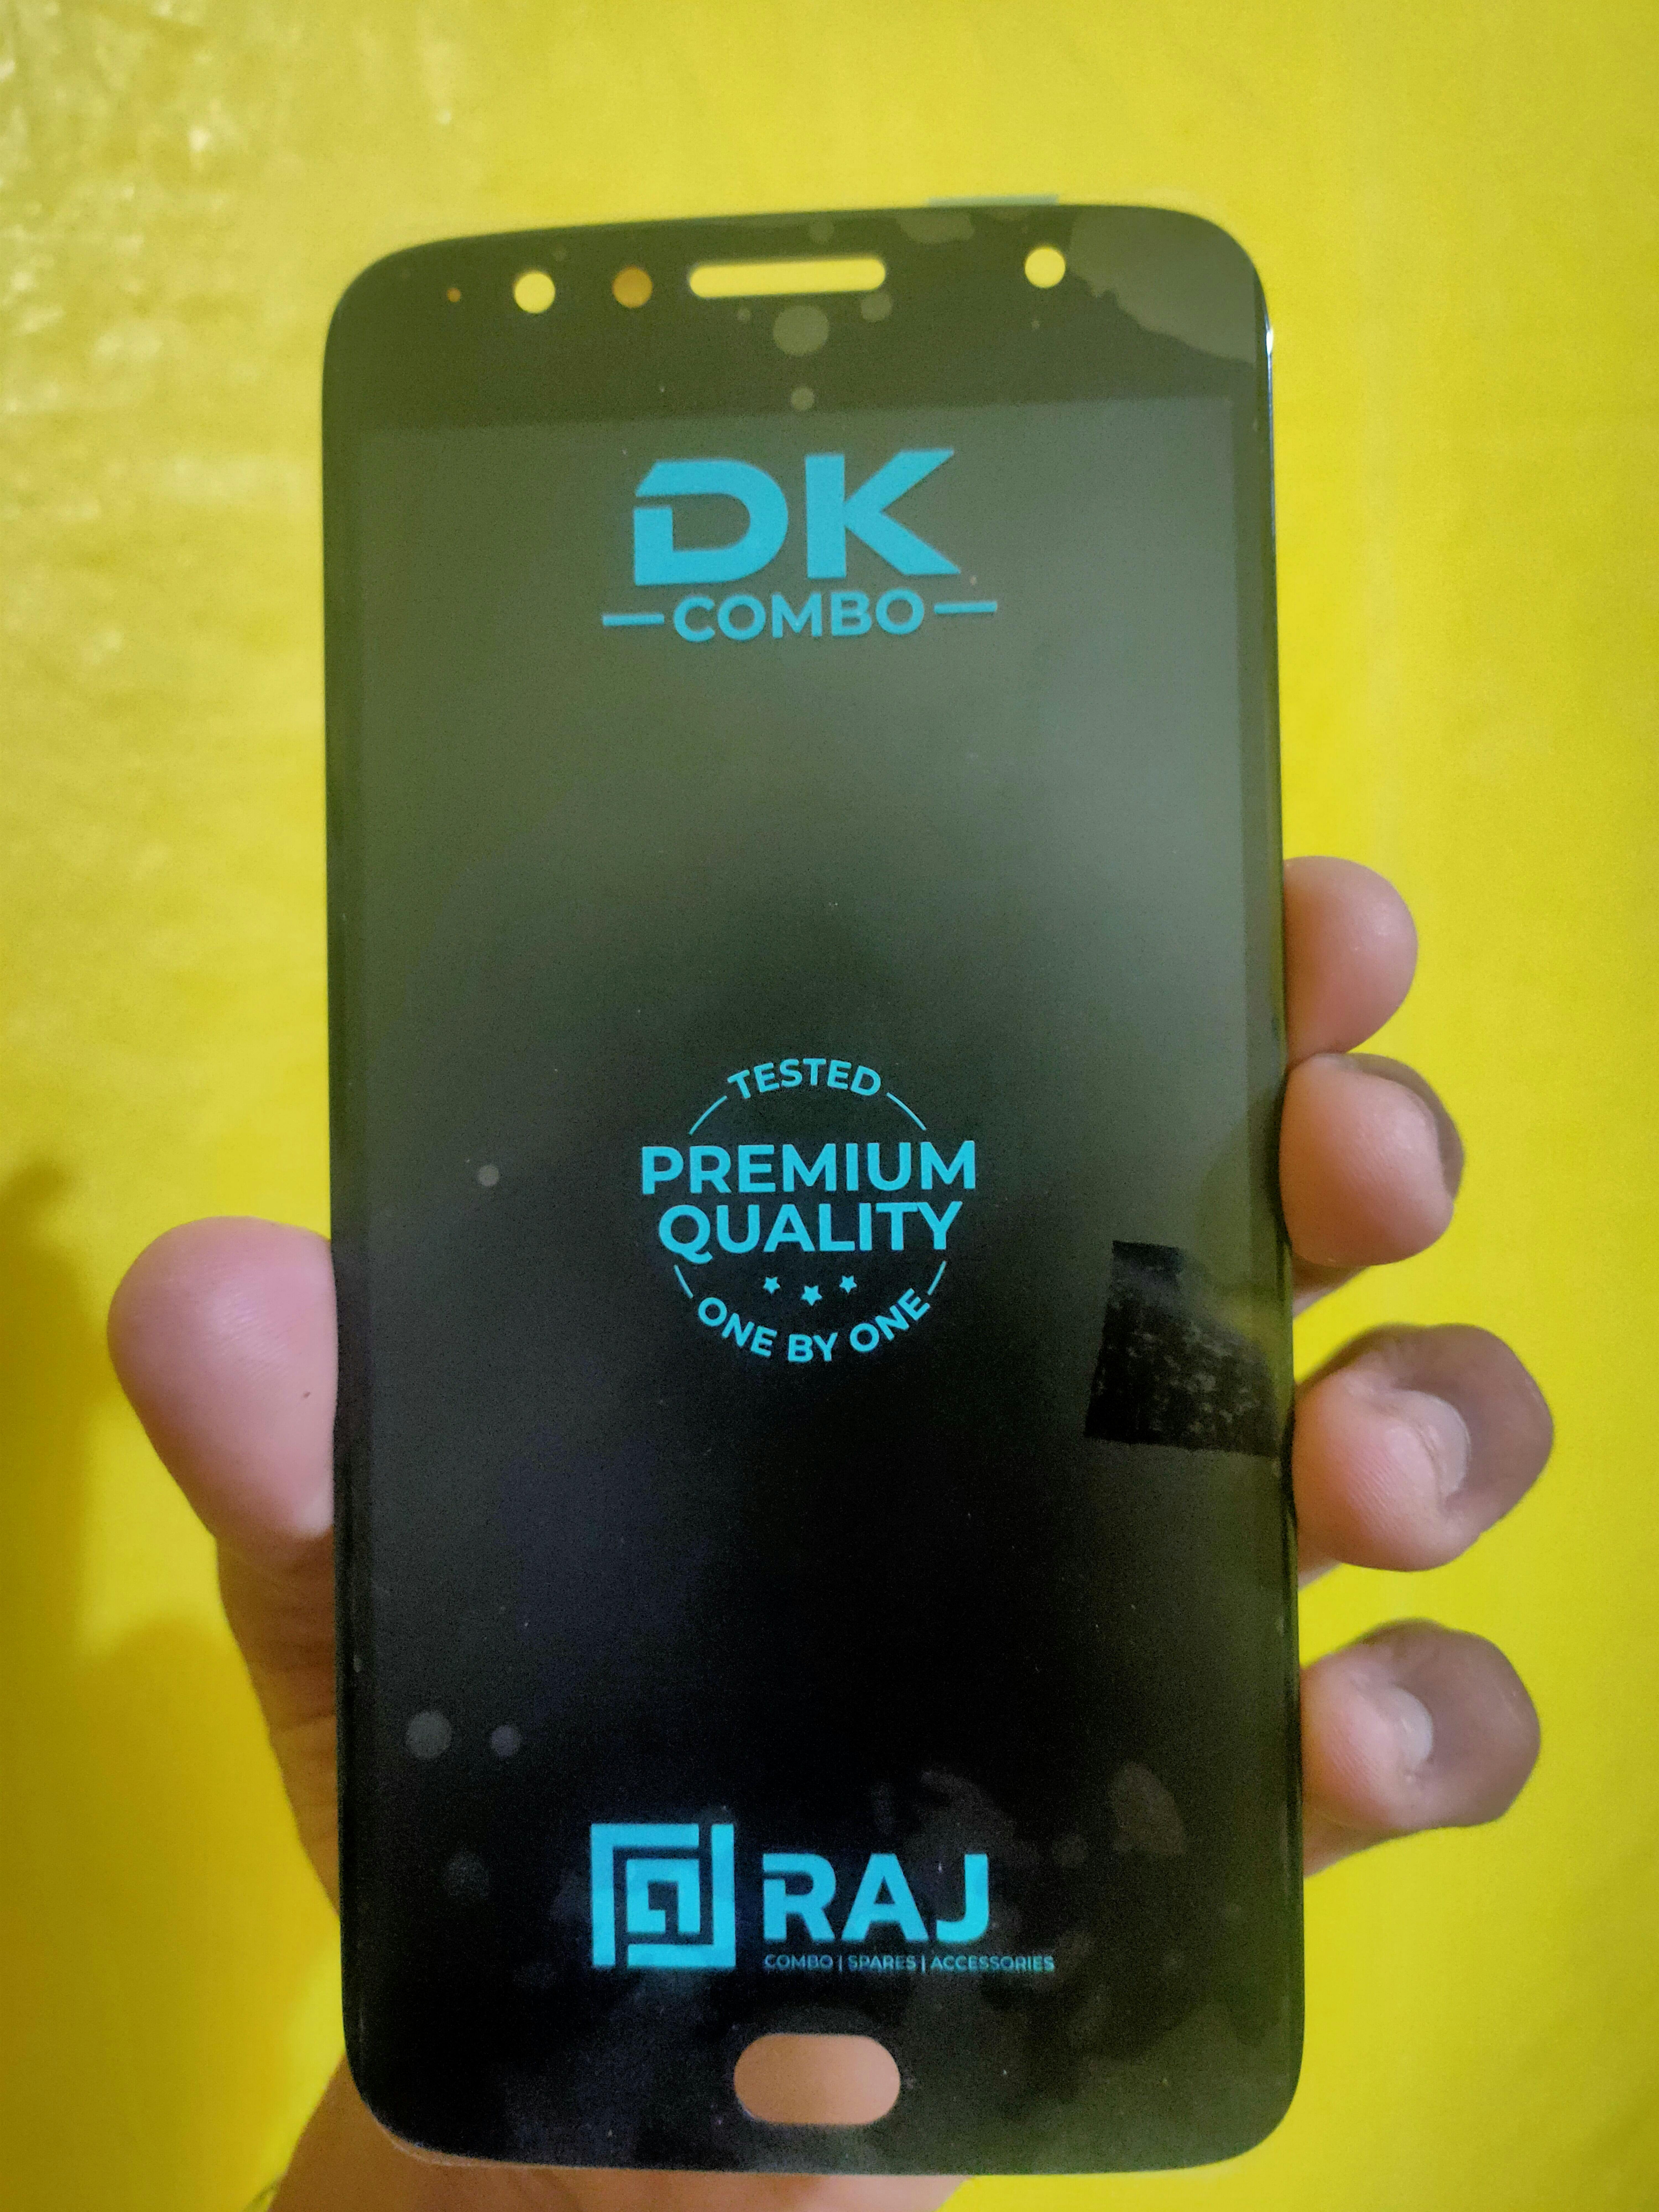 DK
COMBO
TESTED
PREMIUM
QUALITY
ONE BY ONE
RAJ
COMBO | SPARES | ACCESSORIES